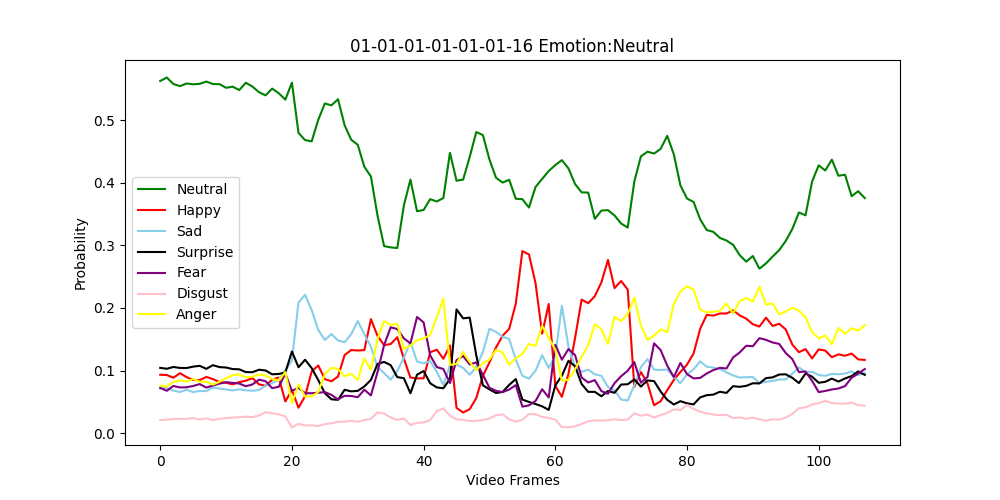 01-01-01-01-01-01-16 Emotion:Neutral
Probability
0.5
0.4
0.3
0.2
0.1
0.0
Neutral
Happy
Sad
Surprise
Fear
Disgust
Anger
0 20 40 60 80 100
Video Frames